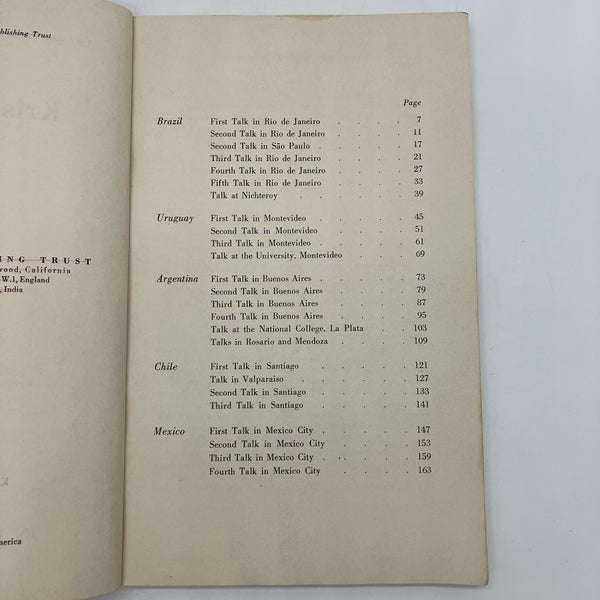 blishing Trust
ING TRUST
wood, California
W.1, England
, India
merica
Page
Brazil First Talk in Rio de Janeiro . . . . 7
Second Talk in Rio de Janeiro . . . . 11
Second Talk in São Paulo . . . . . 17
Third Talk in Rio de Janeiro . . . . 21
Fourth Talk in Rio de Janeiro . . . . 27
Fifth Talk in Rio de Janeiro . . . . 33
Talk at Nichteroy . . . . . 39
Uruguay First Talk in Montevideo . . . . . 45
Second Talk in Montevideo . . . . 51
Third Talk in Montevideo . . . . . 61
Talk at the University, Montevideo . . . . 69
Argentina First Talk in Buenos Aires . . . . . 73
Second Talk in Buenos Aires . . . . 79
Third Talk in Buenos Aires . . . . 87
Fourth Talk in Buenos Aires . . . . 95
Talk at the National College, La Plata . . . 103
Talks in Rosario and Mendoza . . . . 109
Chile First Talk in Santiago . . . . . 121
Talk in Valparaiso . . . . . 127
Second Talk in Santiago . . . . . 133
Third Talk in Santiago . . . . . 141
Mexico First Talk in Mexico City . . . . . 147
Second Talk in Mexico City . . . . 153
Third Talk in Mexico City . . . . . 159
Fourth Talk in Mexico City . . . . 163